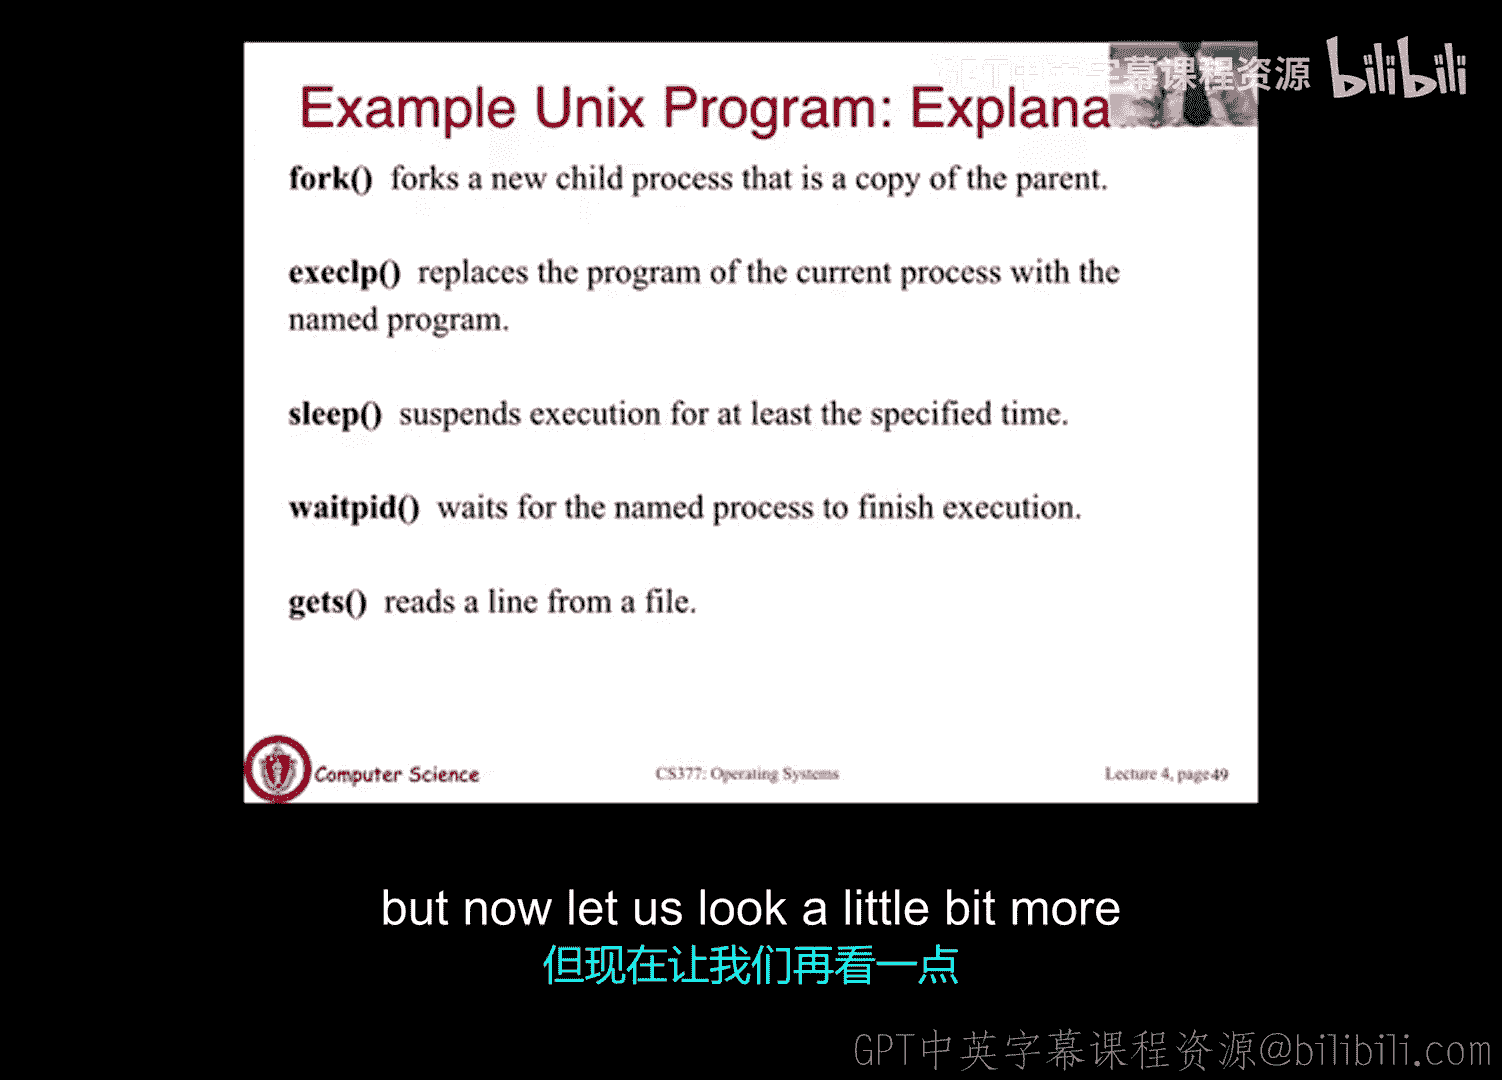 字幕课程资源 bilibili
Example Unix Program: Explana
fork() forks a new child process that is a copy of the parent.
execlp() replaces the program of the current process with the
named program.
sleep() suspends execution for at least the specified time.
waitpid() waits for the named process to finish execution.
gets() reads a line from a file.
Computer Science
CS377: Operating Systems
Lecture 4, page 49
but now let us look a little bit more
但现在让我们再看一点
GPT中英字幕课程资源@bilibili.com